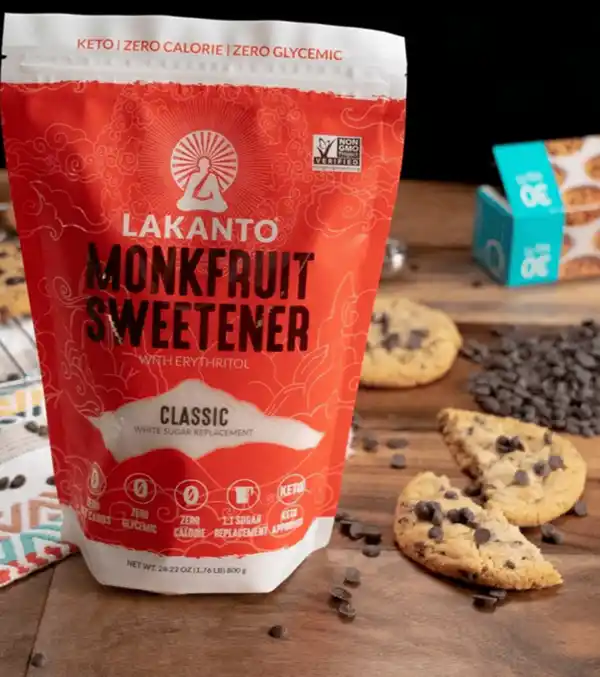 KETO | ZERO CALORIE | ZERO GLYCEMIC
NON
GMO
Project
VERIFIED
LAKANTO®
MONKFRUIT
SWEETENER
WITH ERYTHRITOL
CLASSIC
WHITE SUGAR REPLACEMENT
ZERO
GLYCEMIC
ZERO
CALORIE
1:1 SUGAR
REPLACEMENT
KETO
KETO
APPROVED
NET WT. 28.22 OZ (1.76 LB) 800 g